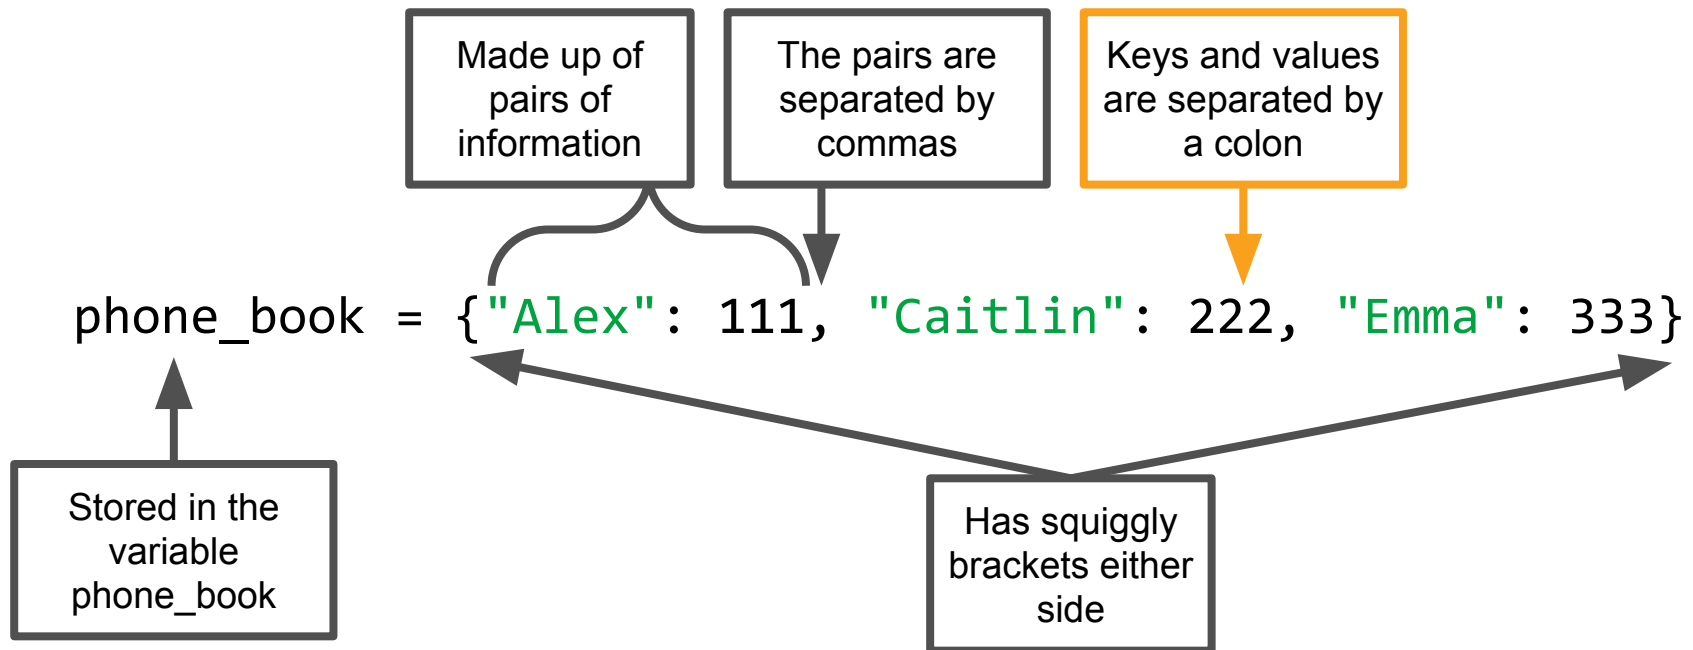 Made up of
pairs of
information
The pairs are
separated by
commas
Keys and values
are separated by
a colon
phone_book = {"Alex": 111, "Caitlin": 222, "Emma": 333}
Stored in the
variable
phone_book
Has squiggly
brackets either
side